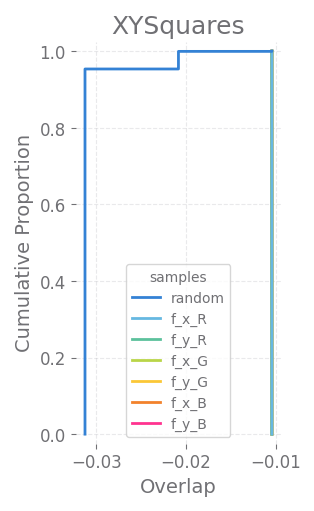 XYSquares
1.0
0.8
0.6
0.4
0.2
0.0
Cumulative Proportion
samples
random
f_x_R
f_y_R
f_x_G
f_y_G
f_x_B
f_y_B
−0.03 −0.02 −0.01
Overlap